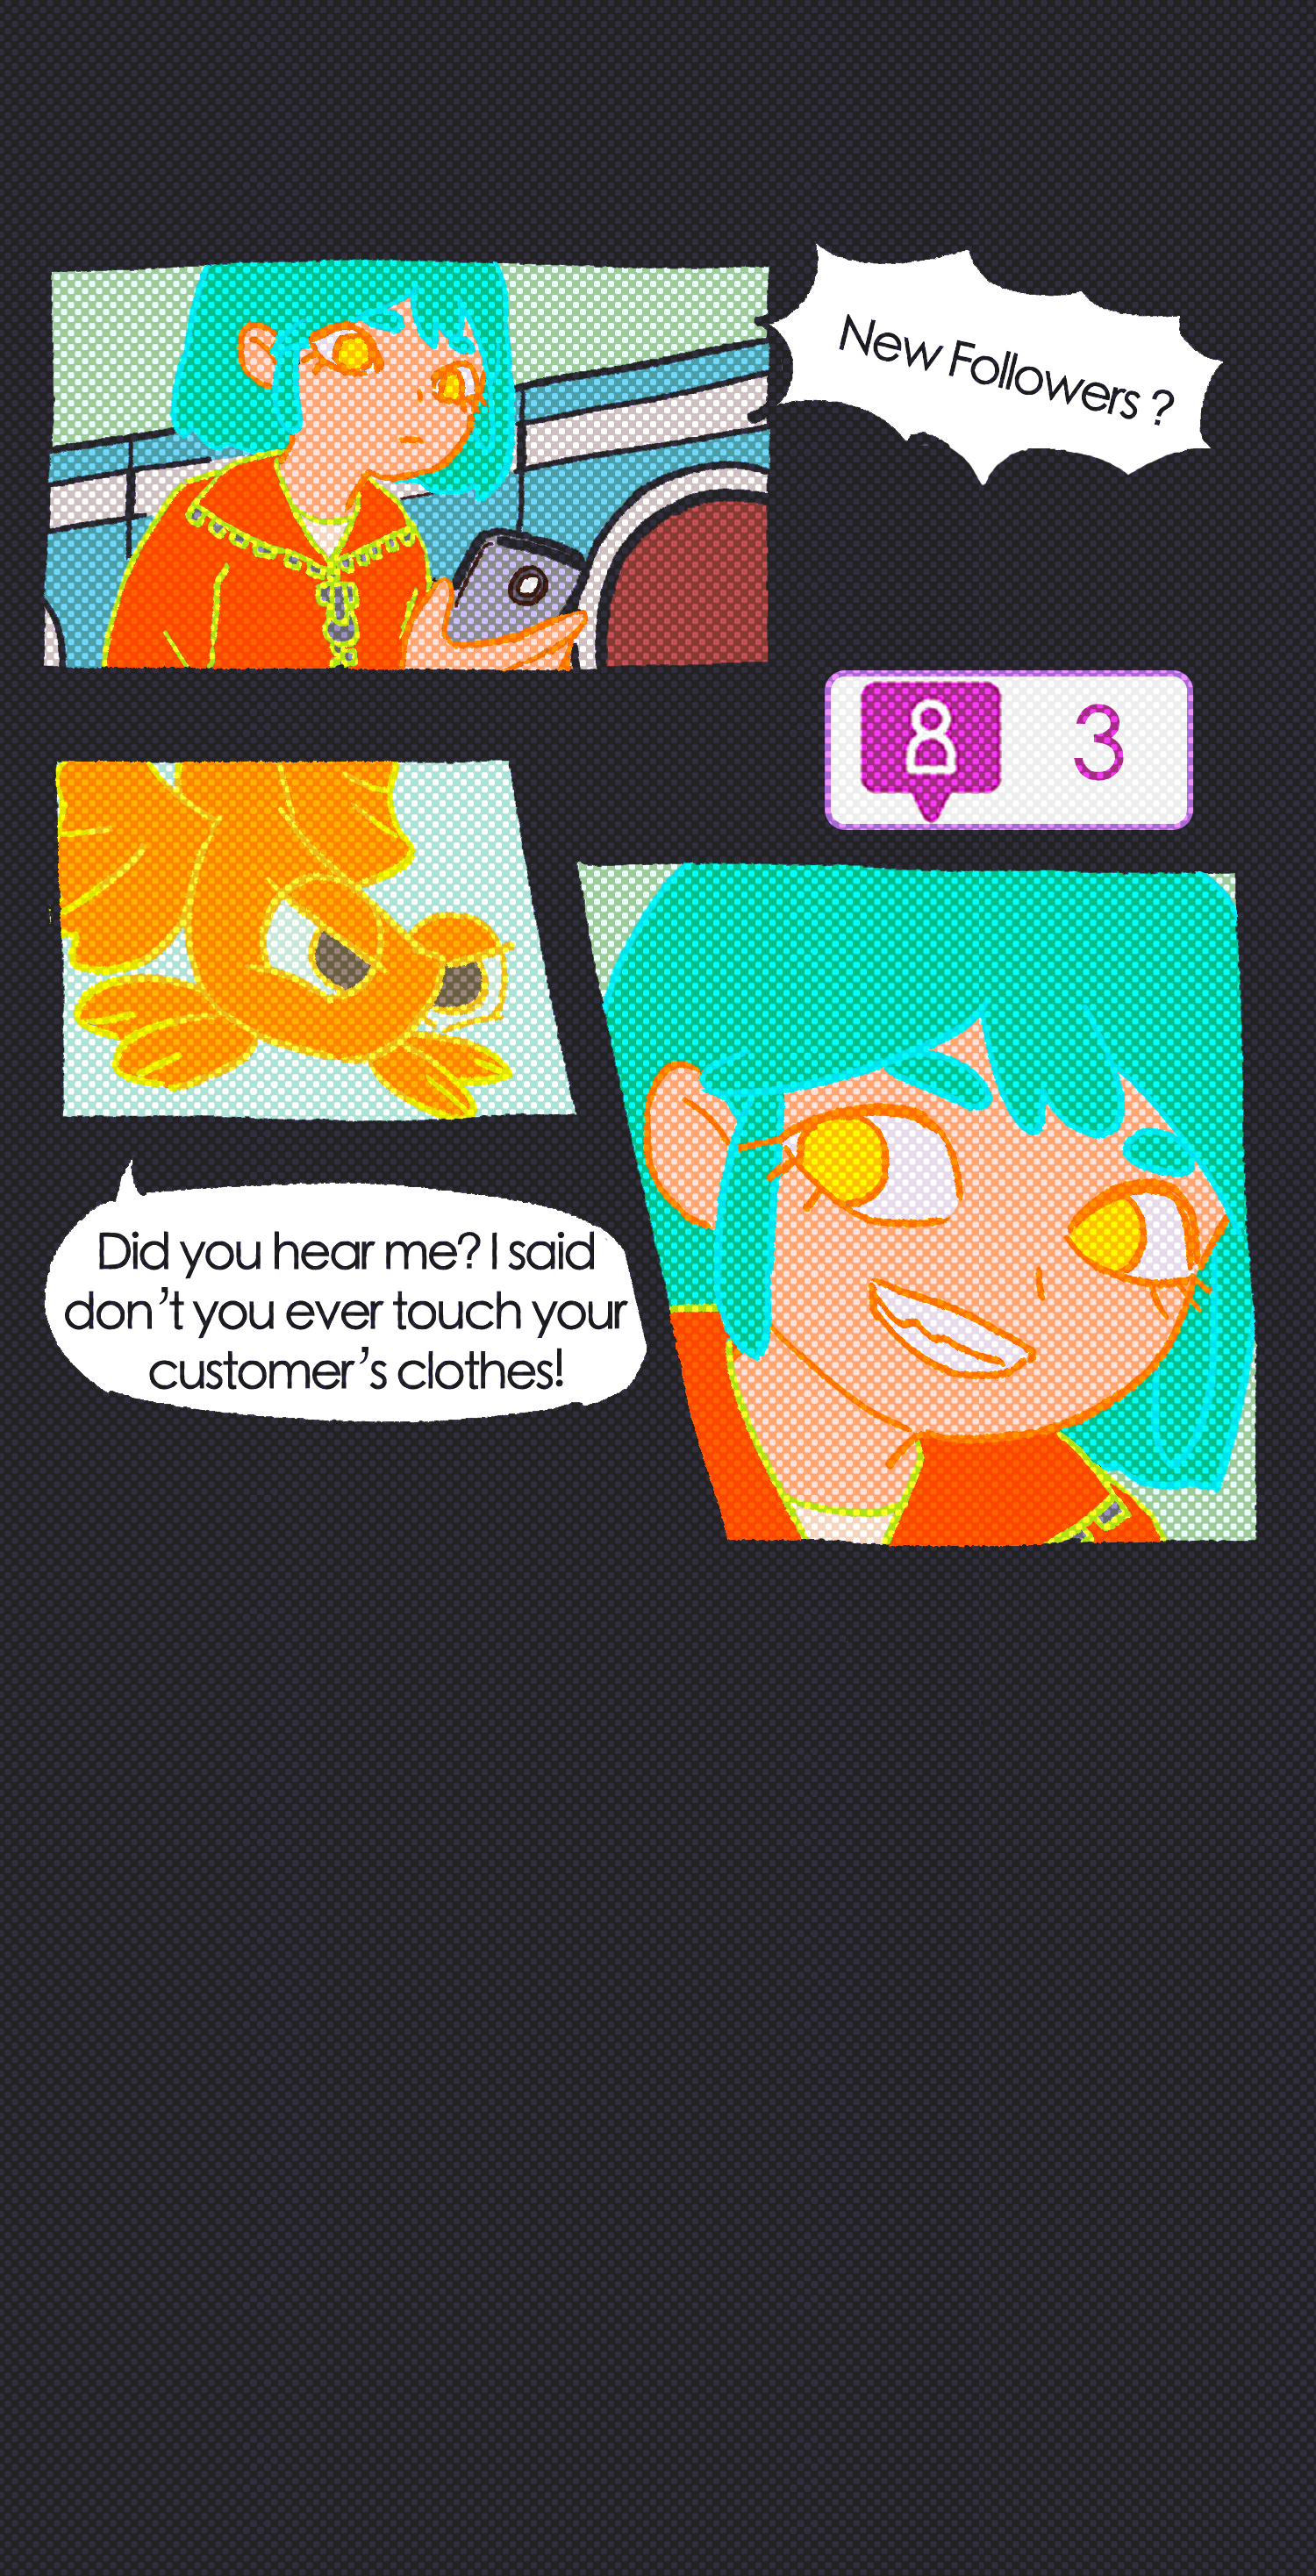 New Followers ?
3
Did you hear me? I said
don't you ever touch your
customer's clothes!